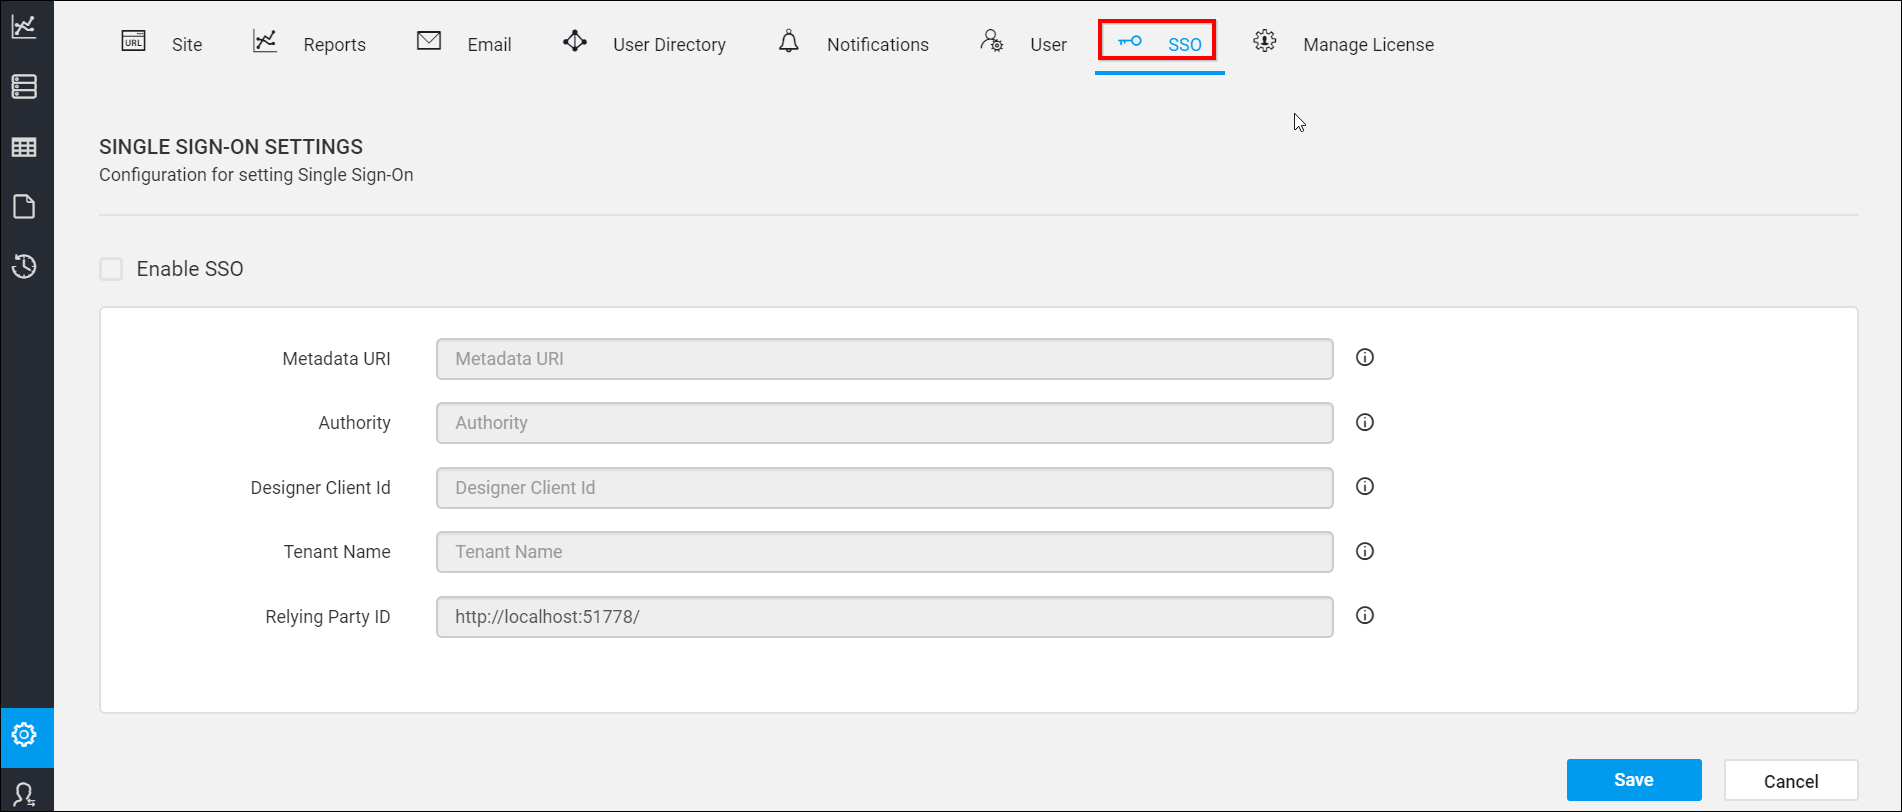 URL Site Reports Email User Directory Notifications User SSO Manage License
SINGLE SIGN-ON SETTINGS
Configuration for setting Single Sign-On
Enable SSO
Metadata URI Metadata URI
Authority Authority
Designer Client Id Designer Client Id
Tenant Name Tenant Name
Relying Party ID http://localhost:51778/
Save Cancel